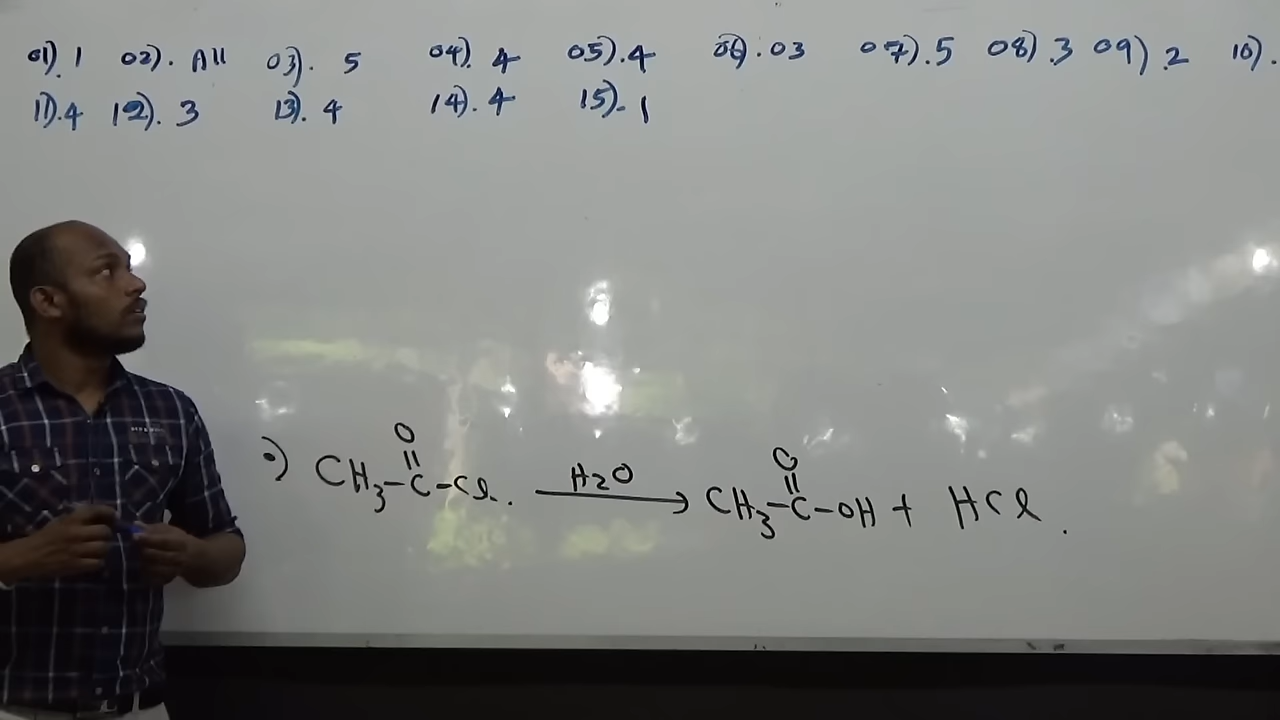 01). 1 02). All 03). 5 04). 4 05). 4 06). 03 07). 5 08) .3 09) .2 10).
11).4 12). 3 13). 4 14). 4 15). 1
O O
|| H2O ||
CH3-C-Cl. ⟶ CH3-C-OH + HCl.